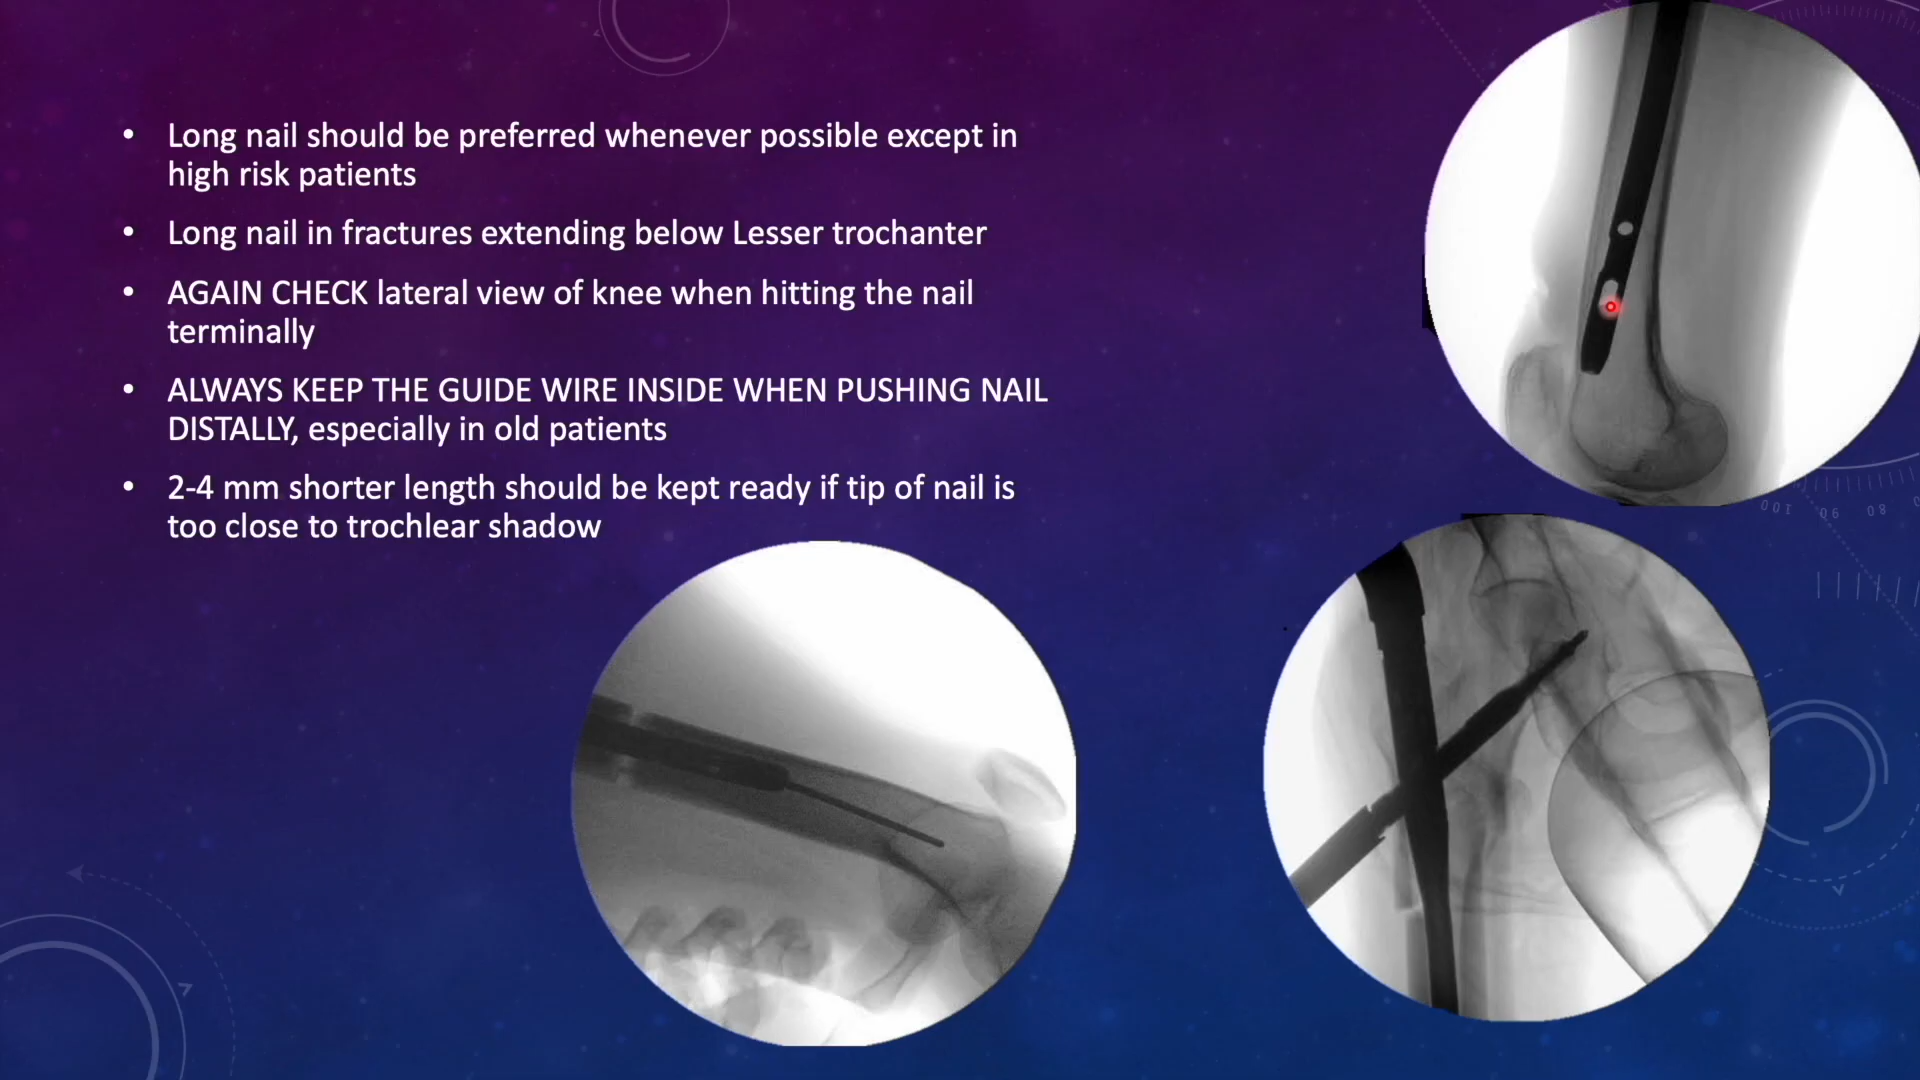 • Long nail should be preferred whenever possible except in
high risk patients
• Long nail in fractures extending below Lesser trochanter
• AGAIN CHECK lateral view of knee when hitting the nail
terminally
• ALWAYS KEEP THE GUIDE WIRE INSIDE WHEN PUSHING NAIL
DISTALLY, especially in old patients
• 2-4 mm shorter length should be kept ready if tip of nail is
too close to trochlear shadow
100 90 80